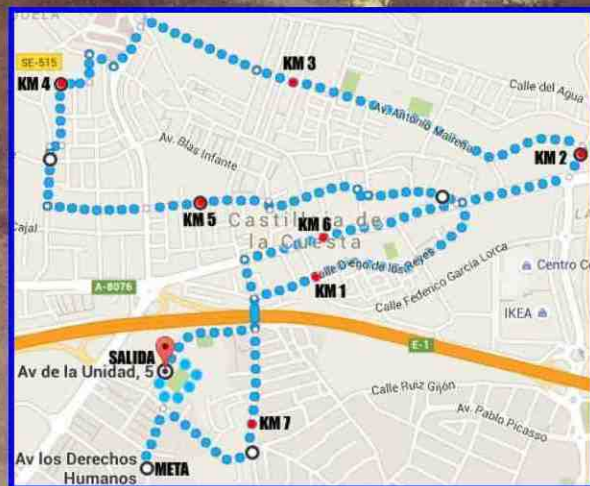 SE-515
KM 4
KM 3
Calle del Agua
Av. Antonio Mairena
KM 2
Av. Blas Infante
Cajal
KM 5
Castilleja de
la Cuesta
KM 6
Calle Diego de los Reyes
KM 1
Calle Federico García Lorca
Centro Co
IKEA
A-8076
E-1
SALIDA
Av de la Unidad, 5
Calle Ruiz Gijón
Av. Pablo Picasso
KM 7
Av los Derechos
Humanos
META